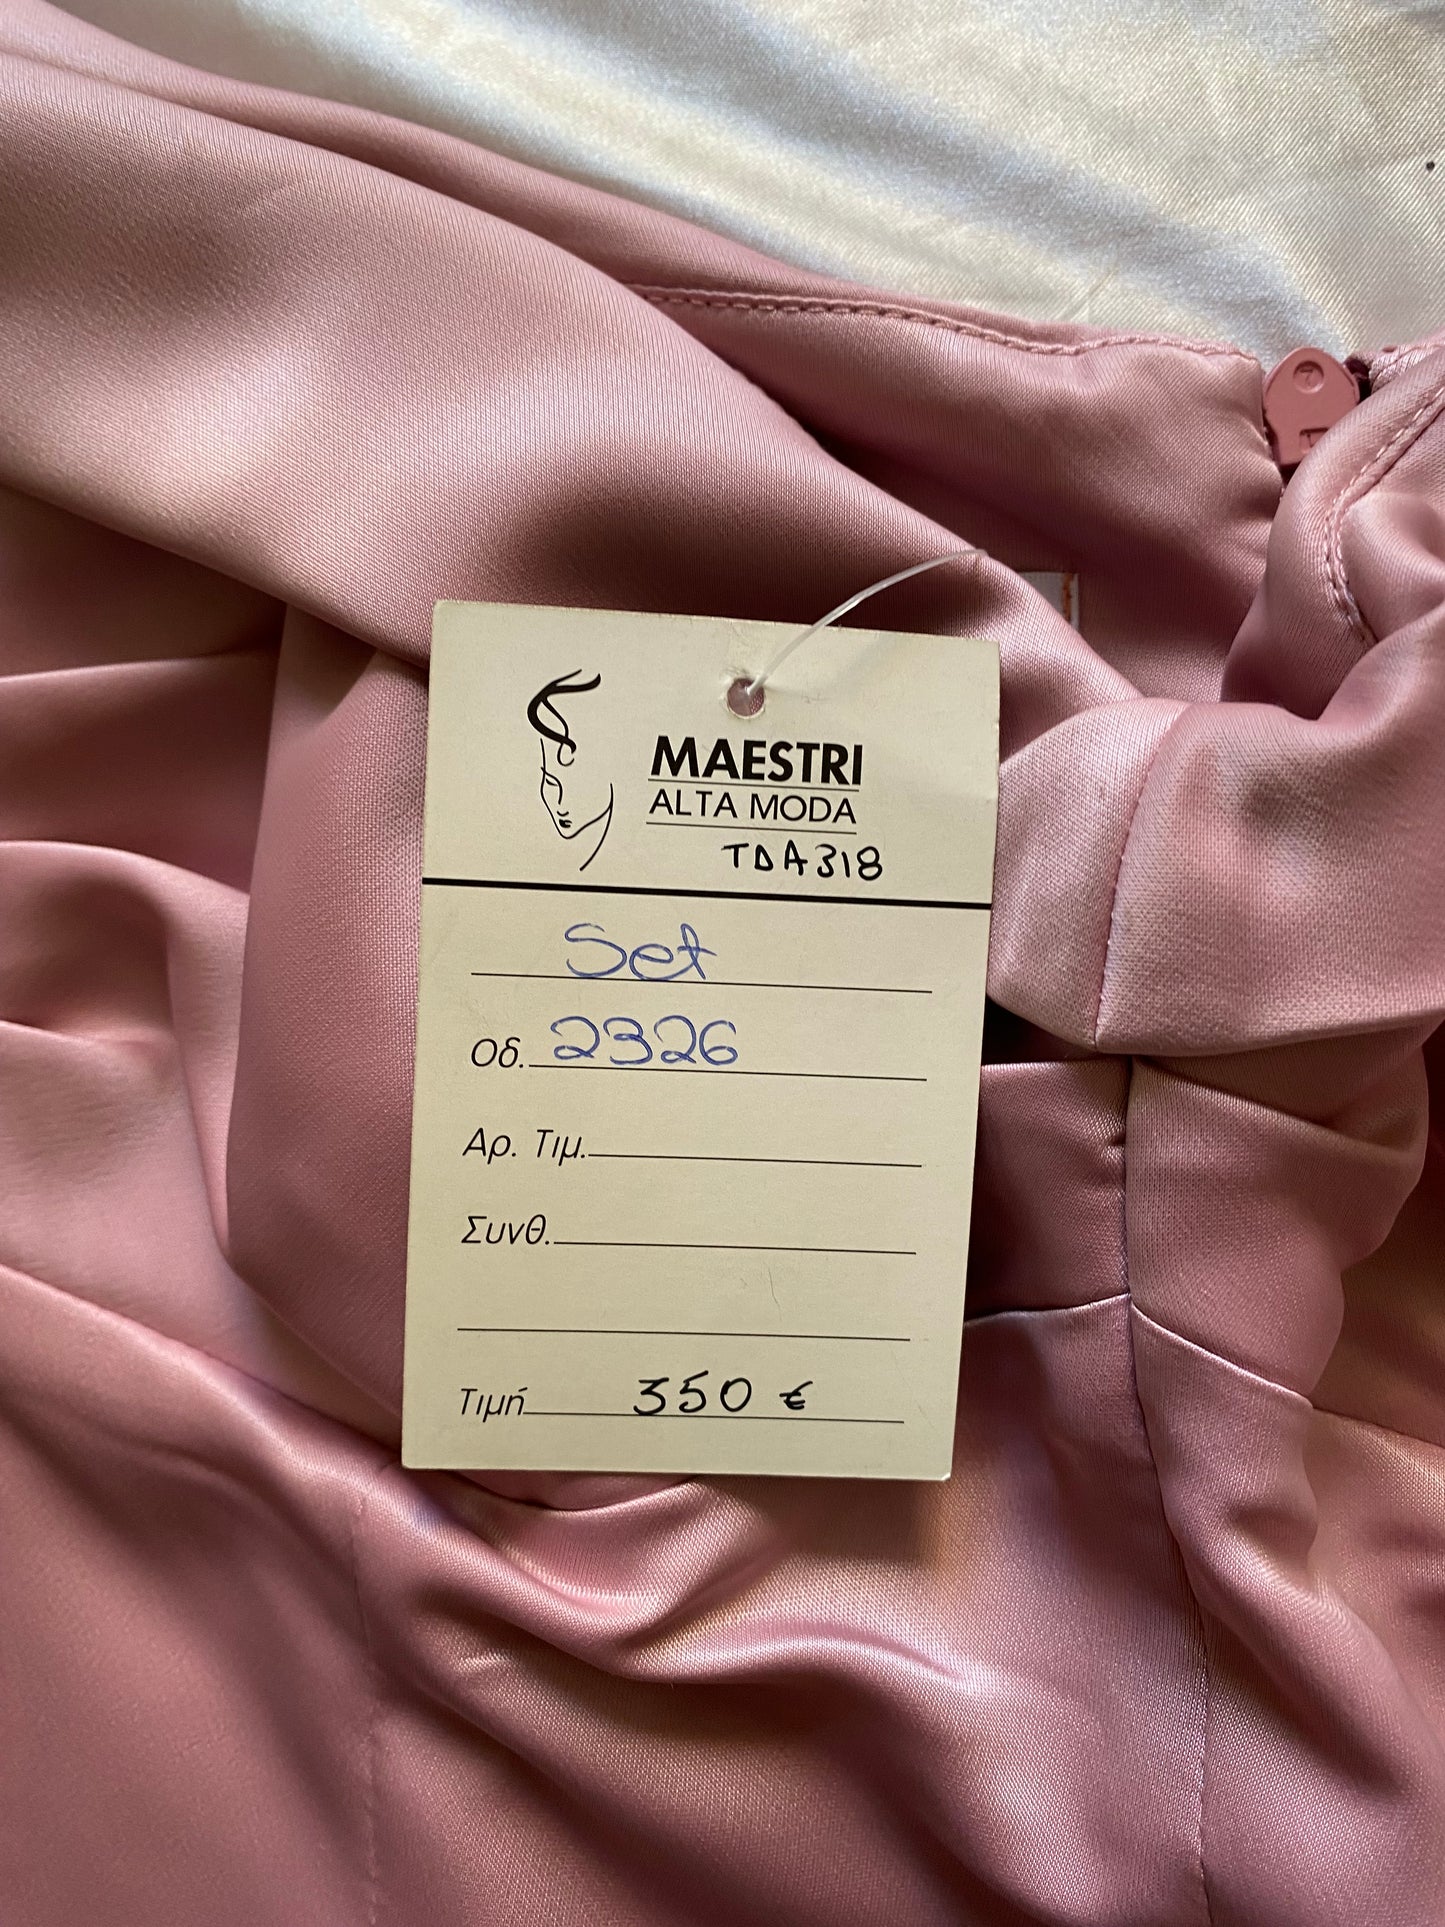 MAESTRI
ALTA MODA
TDA318
Set
Οδ. 2326
Αρ. Τιμ.
Συνθ.
Τιμή 350 €